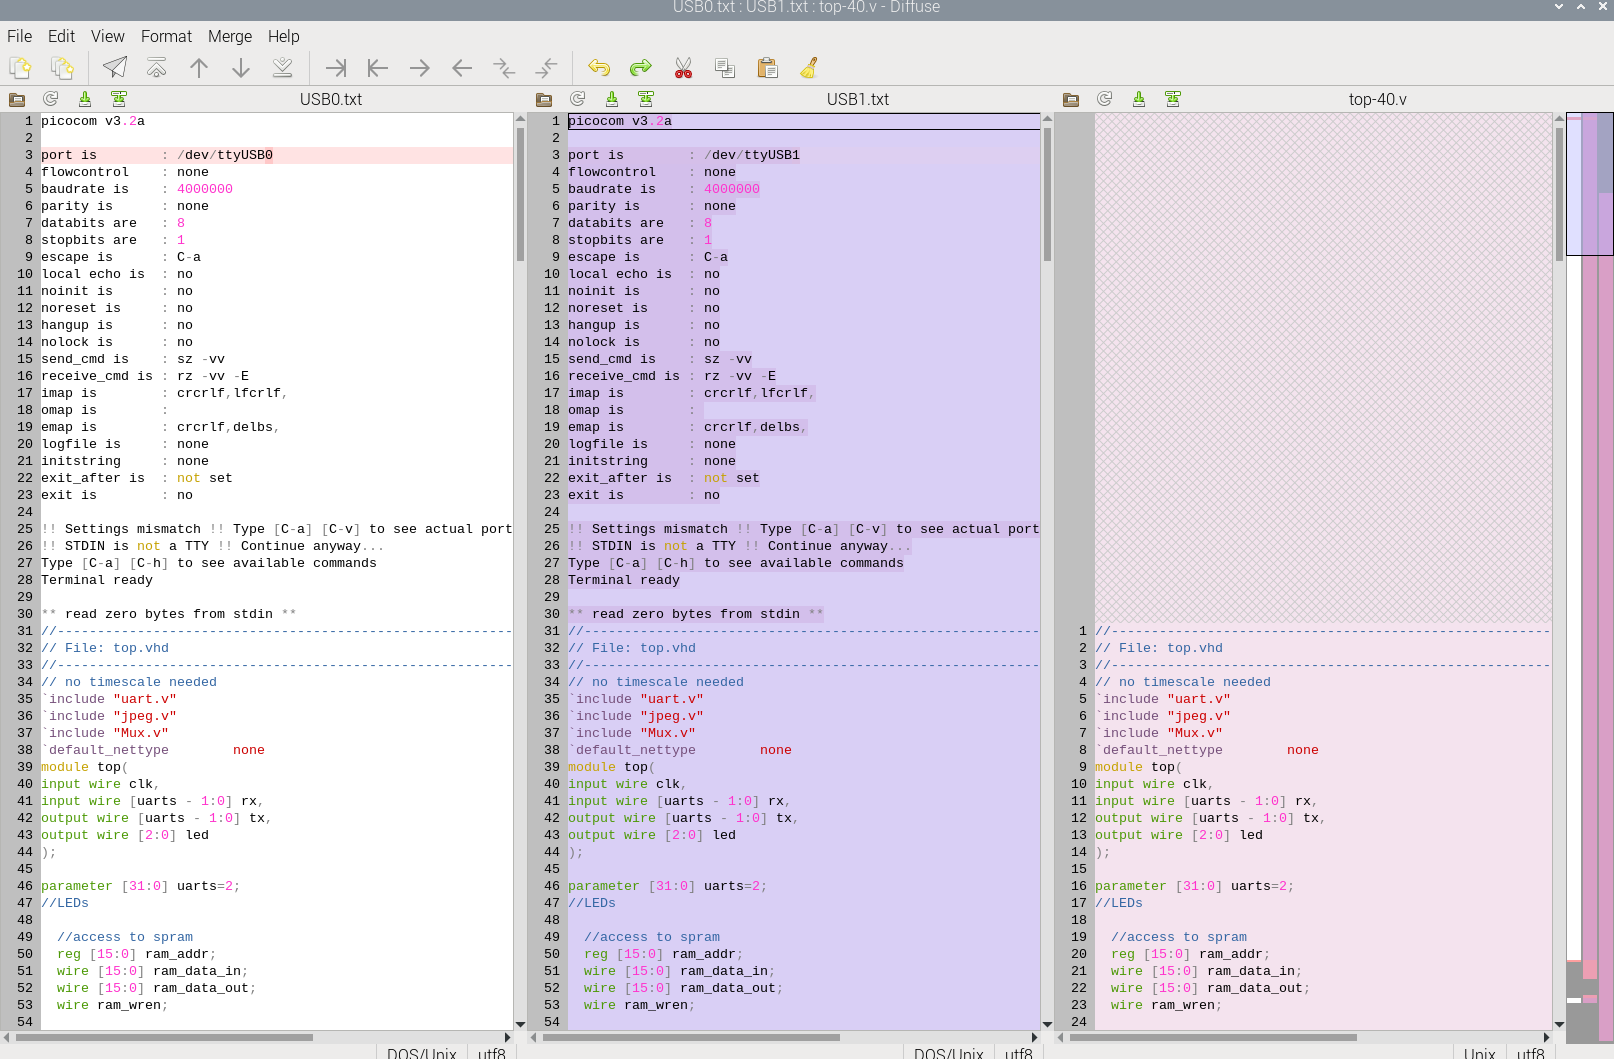 USB0.txt : USB1.txt : top-40.v - Diffuse
File Edit View Format Merge Help
USB0.txt
1 picocom v3.2a
2
3 port is        : /dev/ttyUSB0
4 flowcontrol    : none
5 baudrate is    : 4000000
6 parity is      : none
7 databits are   : 8
8 stopbits are   : 1
9 escape is      : C-a
10 local echo is  : no
11 noinit is      : no
12 noreset is     : no
13 hangup is      : no
14 nolock is      : no
15 send_cmd is    : sz -vv
16 receive_cmd is : rz -vv -E
17 imap is        : crcrlf,lfcrlf,
18 omap is        :
19 emap is        : crcrlf,delbs,
20 logfile is     : none
21 initstring     : none
22 exit_after is  : not set
23 exit is        : no
24
25 !! Settings mismatch !! Type [C-a] [C-v] to see actual port
26 !! STDIN is not a TTY !! Continue anyway...
27 Type [C-a] [C-h] to see available commands
28 Terminal ready
29
30 ** read zero bytes from stdin **
31 //---------------------------------------------------------
32 // File: top.vhd
33 //---------------------------------------------------------
34 // no timescale needed
35 `include "uart.v"
36 `include "jpeg.v"
37 `include "Mux.v"
38 `default_nettype        none
39 module top(
40 input wire clk,
41 input wire [uarts - 1:0] rx,
42 output wire [uarts - 1:0] tx,
43 output wire [2:0] led
44 );
45
46 parameter [31:0] uarts=2;
47 //LEDs
48
49   //access to spram
50   reg [15:0] ram_addr;
51   wire [15:0] ram_data_in;
52   wire [15:0] ram_data_out;
53   wire ram_wren;
54
DOS/Unix utf8
USB1.txt
1 picocom v3.2a
2
3 port is        : /dev/ttyUSB1
4 flowcontrol    : none
5 baudrate is    : 4000000
6 parity is      : none
7 databits are   : 8
8 stopbits are   : 1
9 escape is      : C-a
10 local echo is  : no
11 noinit is      : no
12 noreset is     : no
13 hangup is      : no
14 nolock is      : no
15 send_cmd is    : sz -vv
16 receive_cmd is : rz -vv -E
17 imap is        : crcrlf,lfcrlf,
18 omap is        :
19 emap is        : crcrlf,delbs,
20 logfile is     : none
21 initstring     : none
22 exit_after is  : not set
23 exit is        : no
24
25 !! Settings mismatch !! Type [C-a] [C-v] to see actual port
26 !! STDIN is not a TTY !! Continue anyway...
27 Type [C-a] [C-h] to see available commands
28 Terminal ready
29
30 ** read zero bytes from stdin **
31 //---------------------------------------------------------
32 // File: top.vhd
33 //---------------------------------------------------------
34 // no timescale needed
35 `include "uart.v"
36 `include "jpeg.v"
37 `include "Mux.v"
38 `default_nettype        none
39 module top(
40 input wire clk,
41 input wire [uarts - 1:0] rx,
42 output wire [uarts - 1:0] tx,
43 output wire [2:0] led
44 );
45
46 parameter [31:0] uarts=2;
47 //LEDs
48
49   //access to spram
50   reg [15:0] ram_addr;
51   wire [15:0] ram_data_in;
52   wire [15:0] ram_data_out;
53   wire ram_wren;
54
DOS/Unix utf8
top-40.v
1 //-------------------------------------------------------
2 // File: top.vhd
3 //-------------------------------------------------------
4 // no timescale needed
5 `include "uart.v"
6 `include "jpeg.v"
7 `include "Mux.v"
8 `default_nettype        none
9 module top(
10 input wire clk,
11 input wire [uarts - 1:0] rx,
12 output wire [uarts - 1:0] tx,
13 output wire [2:0] led
14 );
15
16 parameter [31:0] uarts=2;
17 //LEDs
18
19   //access to spram
20   reg [15:0] ram_addr;
21   wire [15:0] ram_data_in;
22   wire [15:0] ram_data_out;
23   wire ram_wren;
24
Unix utf8